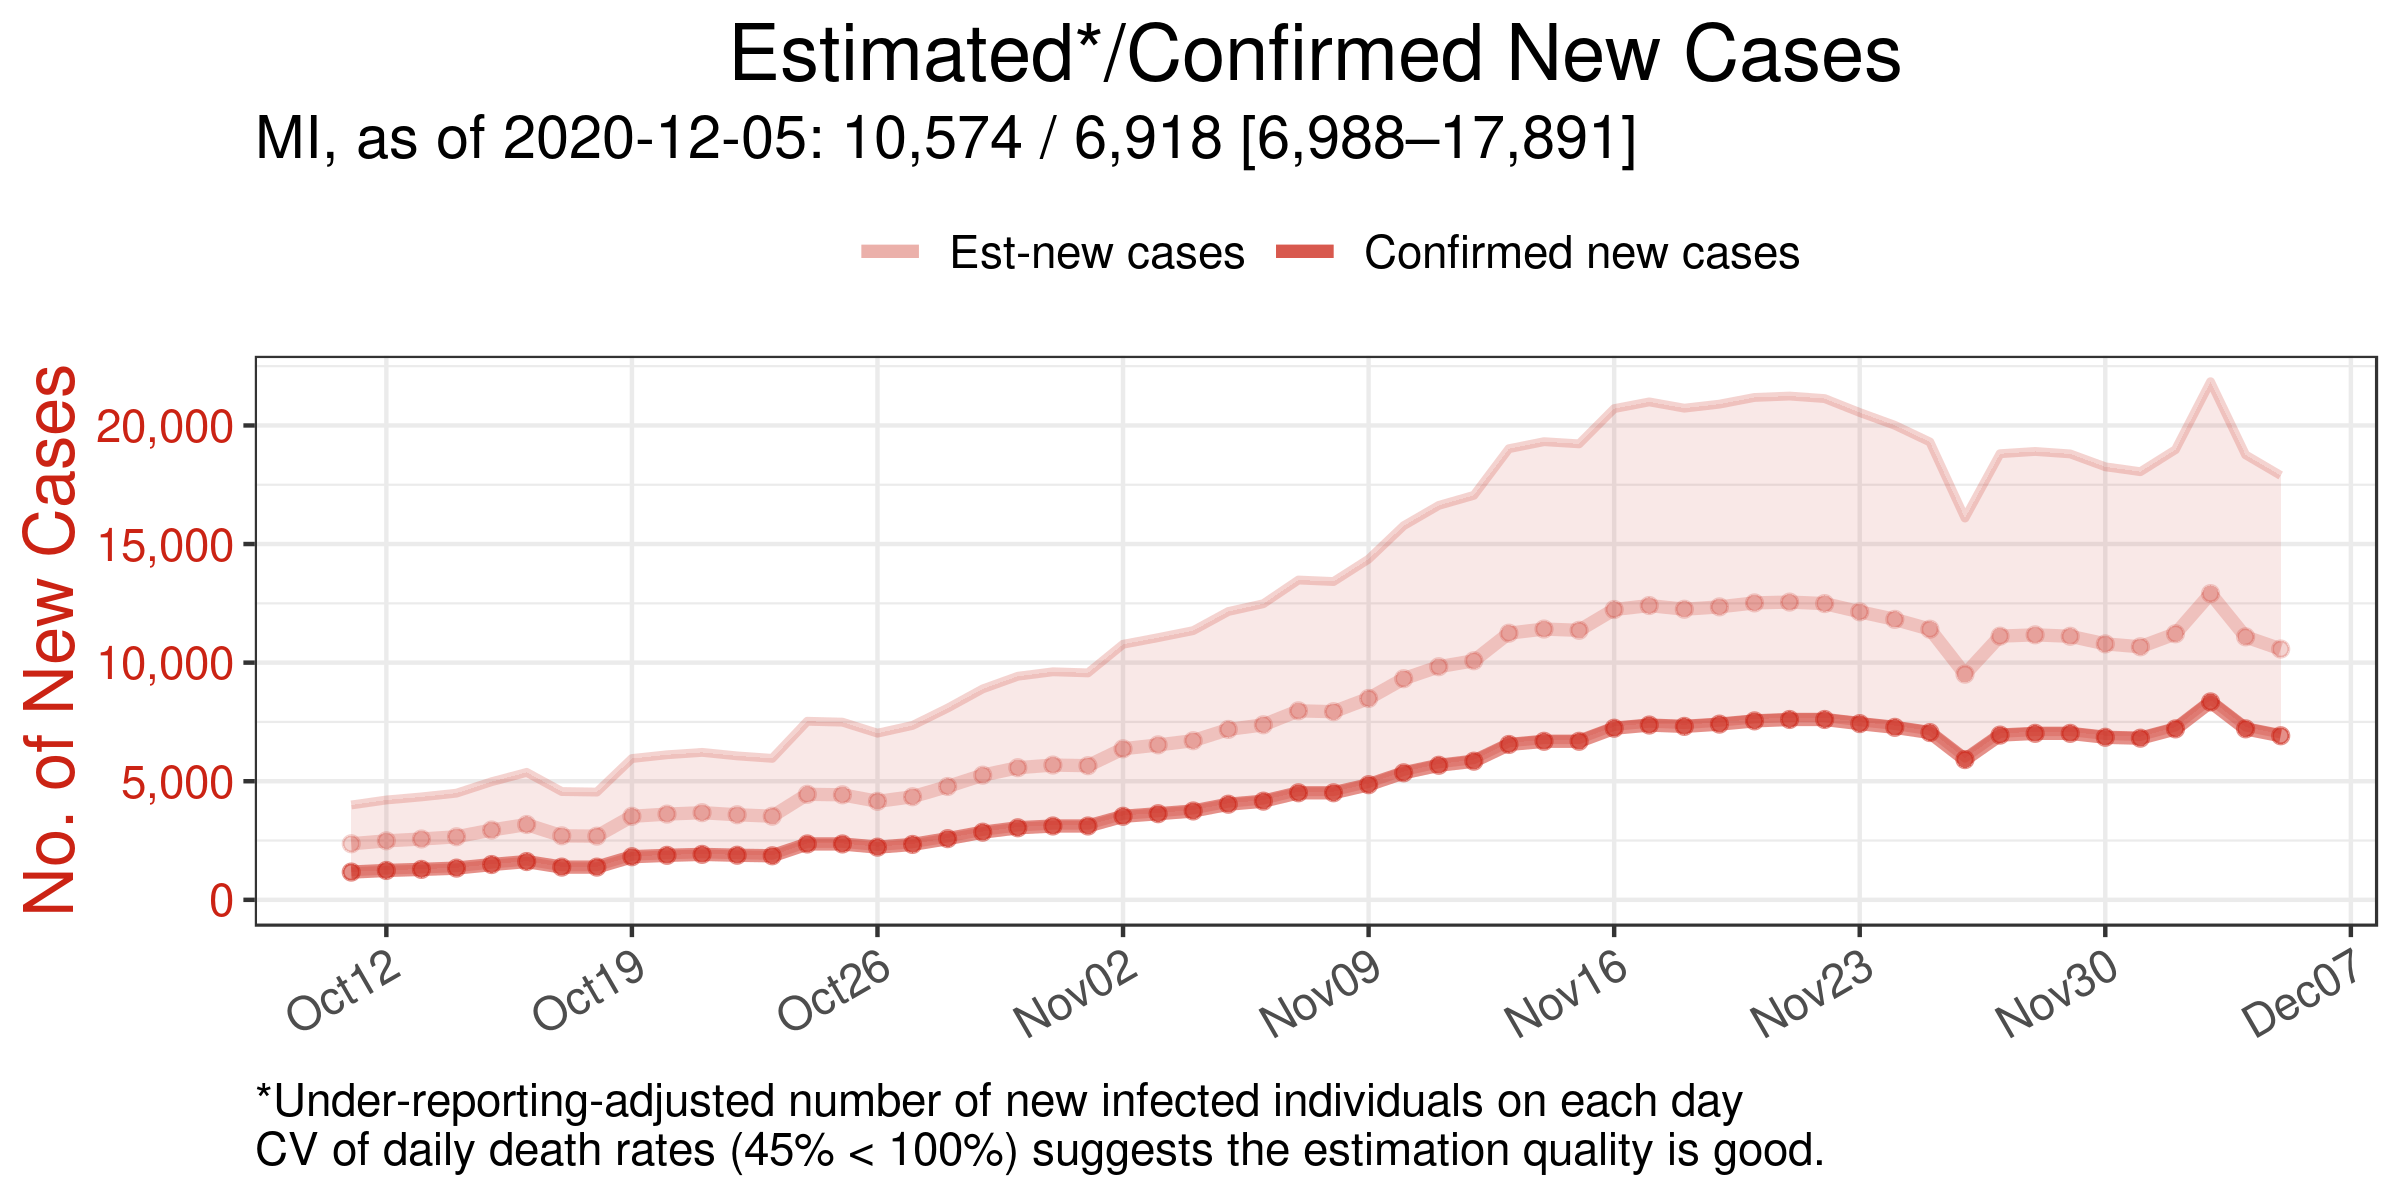 Estimated*/Confirmed New Cases
MI, as of 2020-12-05: 10,574 / 6,918 [6,988–17,891]
Est-new cases
Confirmed new cases
No. of New Cases
20,000
15,000
10,000
5,000
0
Oct12
Oct19
Oct26
Nov02
Nov09
Nov16
Nov23
Nov30
Dec07
*Under-reporting-adjusted number of new infected individuals on each day
CV of daily death rates (45% < 100%) suggests the estimation quality is good.